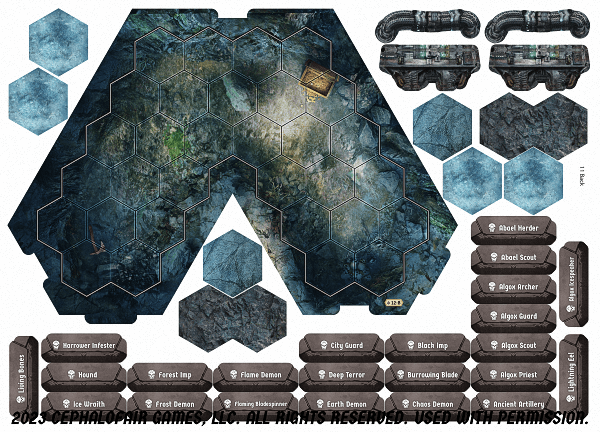 11 Back
Abael Herder
Abael Scout
Algox Archer
Algox Guard
Algox Icespeaker
12-B
Harrower Infester
City Guard
Black Imp
Algox Scout
Living Bones
Hound
Forest Imp
Flame Demon
Deep Terror
Burrowing Blade
Algox Priest
Lightning Eel
Ice Wraith
Frost Demon
Flaming Bladespinner
Earth Demon
Chaos Demon
Ancient Artillery
2023 CEPHALOFAIR GAMES, LLC. ALL RIGHTS RESERVED. USED WITH PERMISSION.